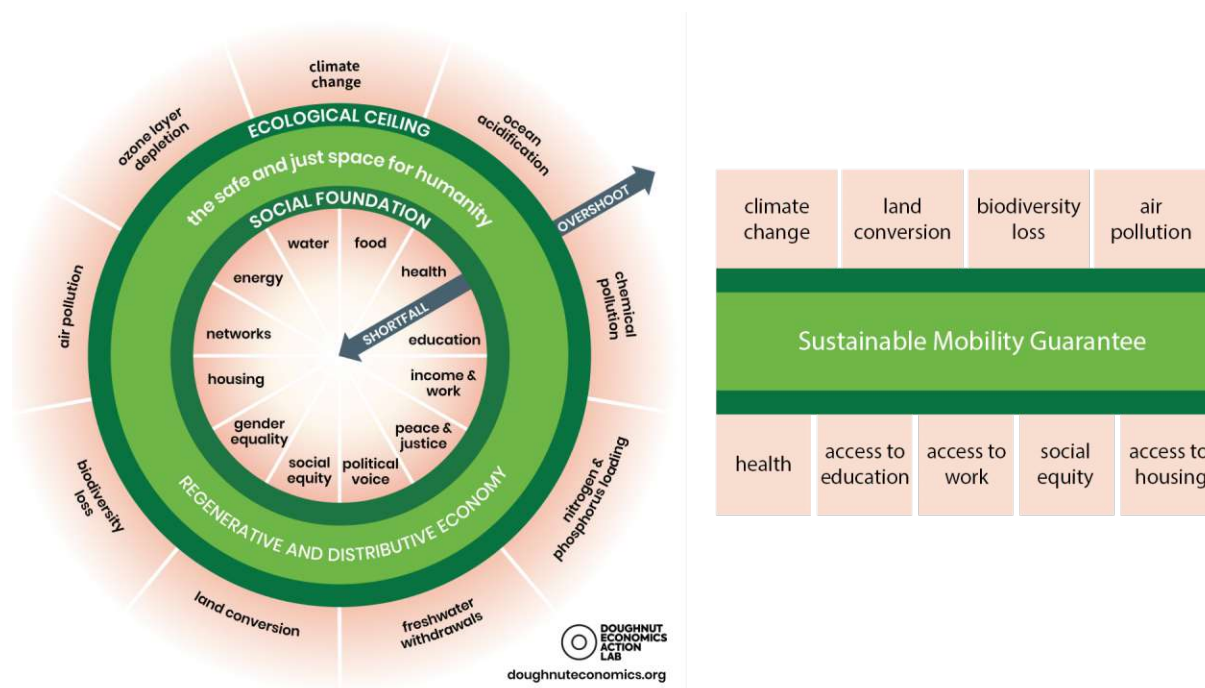 climate
change
ocean
acidification
chemical
pollution
nitrogen &
phosphorus loading
freshwater
withdrawals
land conversion
biodiversity
loss
air pollution
ozone layer
depletion
ECOLOGICAL CEILING
the safe and just space for humanity
SOCIAL FOUNDATION
OVERSHOOT
SHORTFALL
water
food
health
education
income &
work
peace &
justice
political
voice
social
equity
gender
equality
housing
networks
energy
REGENERATIVE AND DISTRIBUTIVE ECONOMY
DOUGHNUT
ECONOMICS
ACTION
LAB
doughnuteconomics.org
climate
change
land
conversion
biodiversity
loss
air
pollution
Sustainable Mobility Guarantee
health
access to
education
access to
work
social
equity
access to
housing